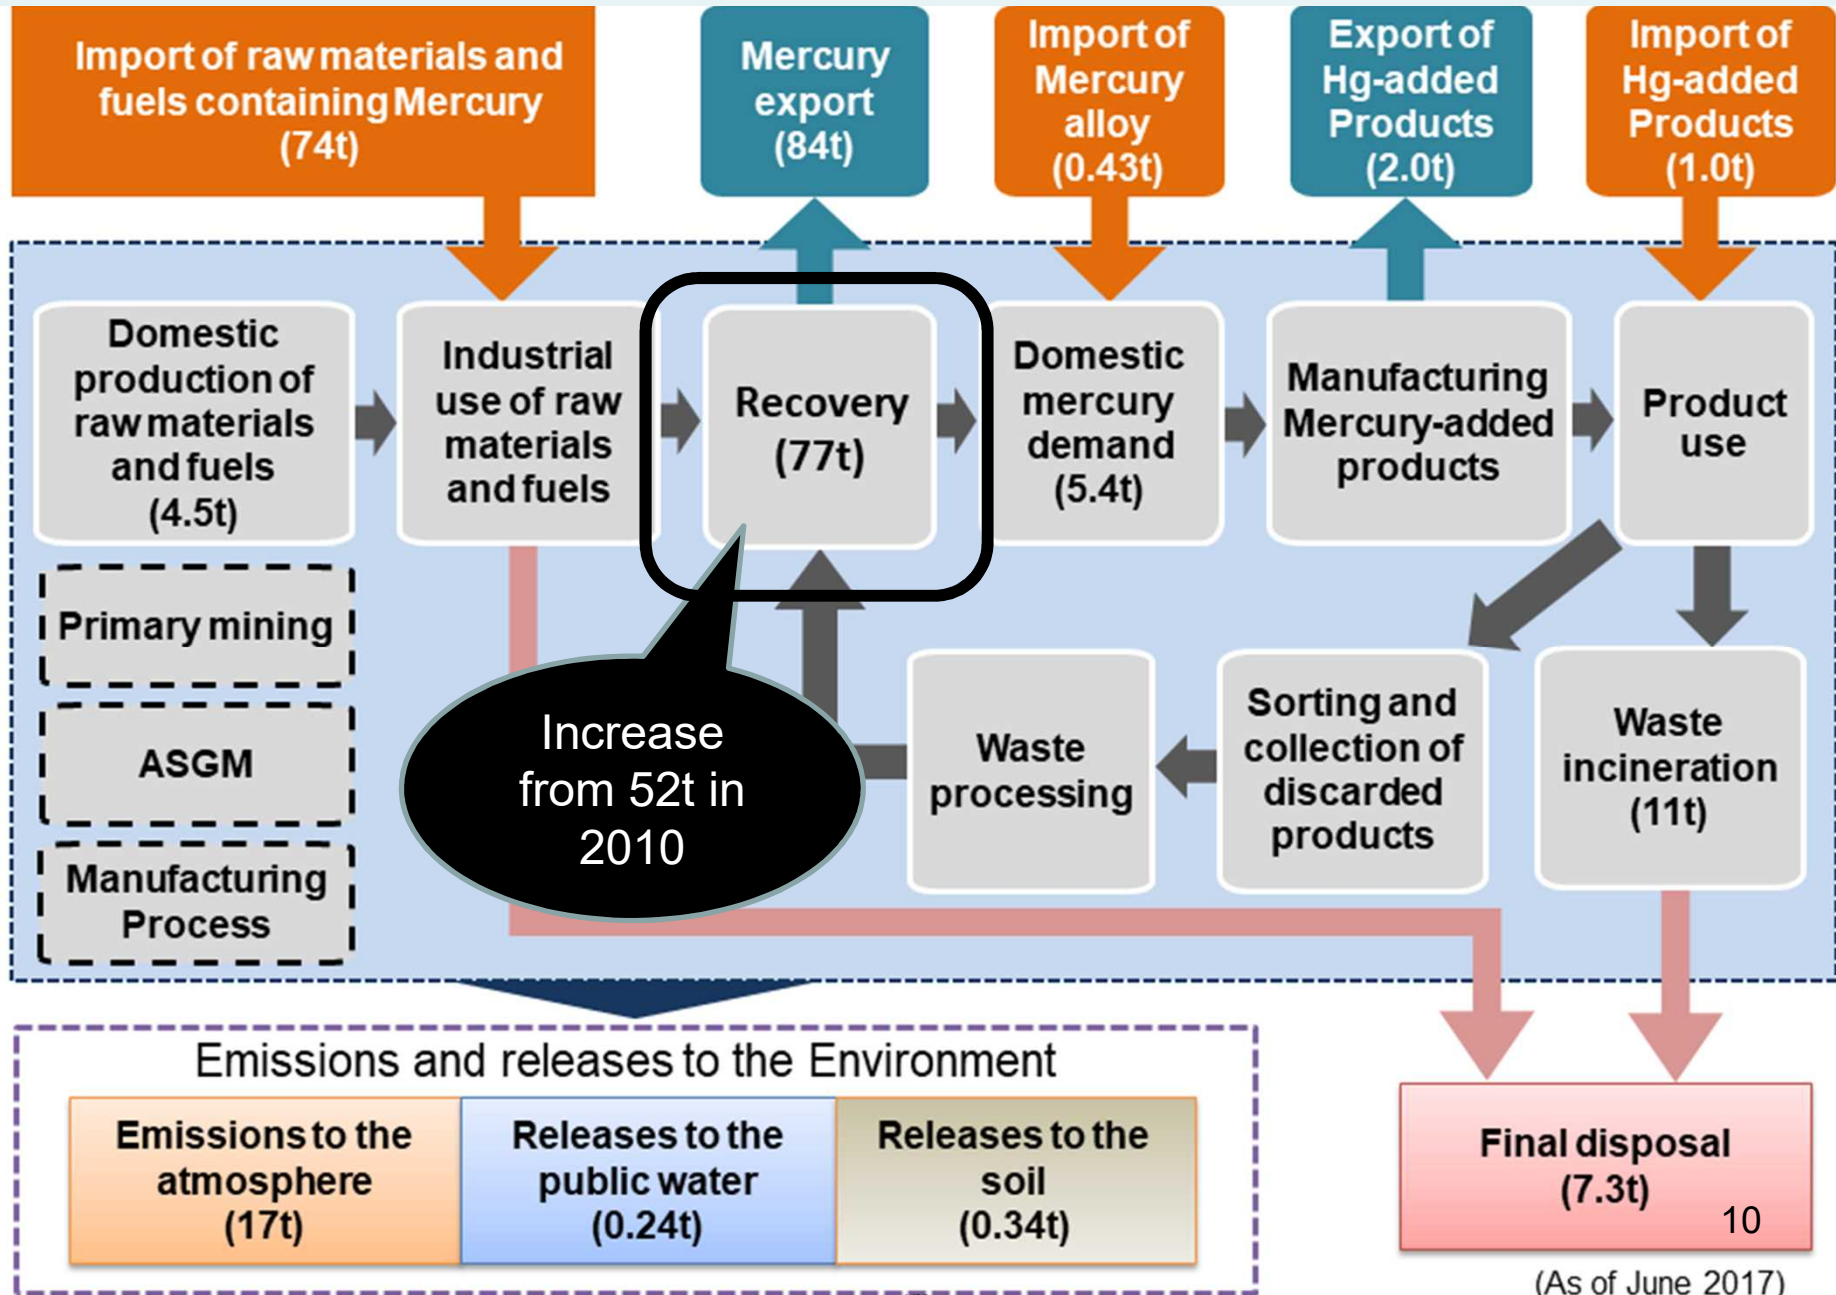 Import of raw materials and
fuels containing Mercury
(74t)
Mercury
export
(84t)
Import of
Mercury
alloy
(0.43t)
Export of
Hg-added
Products
(2.0t)
Import of
Hg-added
Products
(1.0t)
Domestic
production of
raw materials
and fuels
(4.5t)
Industrial
use of raw
materials
and fuels
Recovery
(77t)
Domestic
mercury
demand
(5.4t)
Manufacturing
Mercury-added
products
Product
use
Primary mining
ASGM
Manufacturing
Process
Increase
from 52t in
2010
Waste
processing
Sorting and
collection of
discarded
products
Waste
incineration
(11t)
Emissions and releases to the Environment
Emissions to the
atmosphere
(17t)
Releases to the
public water
(0.24t)
Releases to the
soil
(0.34t)
Final disposal
(7.3t)
10
(As of June 2017)